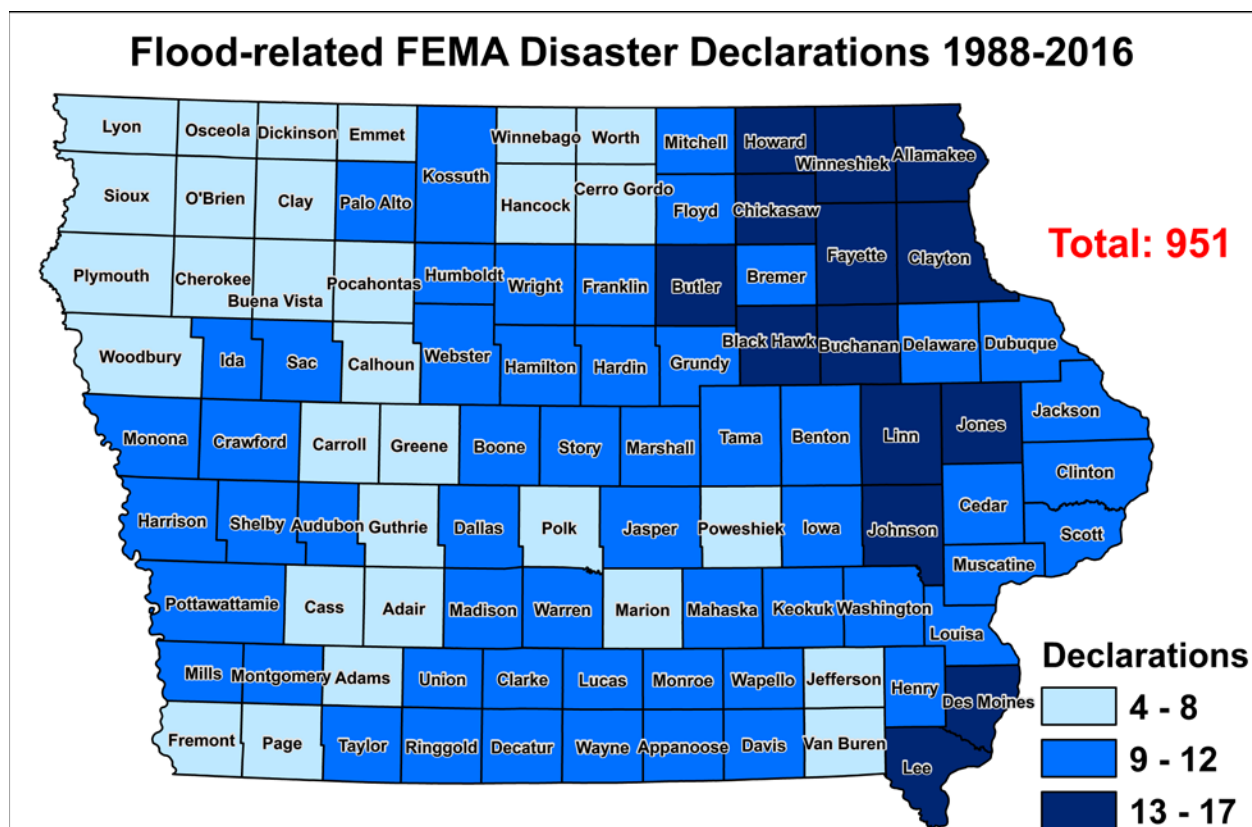 Flood-related FEMA Disaster Declarations 1988-2016
Lyon
Osceola
Dickinson
Emmet
Kossuth
Winnebago
Worth
Mitchell
Howard
Winneshiek
Allamakee
Sioux
O'Brien
Clay
Palo Alto
Hancock
Cerro Gordo
Floyd
Chickasaw
Total: 951
Plymouth
Cherokee
Buena Vista
Pocahontas
Humboldt
Wright
Franklin
Butler
Bremer
Fayette
Clayton
Woodbury
Ida
Sac
Calhoun
Webster
Hamilton
Hardin
Grundy
Black Hawk
Buchanan
Delaware
Dubuque
Monona
Crawford
Carroll
Greene
Boone
Story
Marshall
Tama
Benton
Linn
Jones
Jackson
Clinton
Harrison
Shelby
Audubon
Guthrie
Dallas
Polk
Jasper
Poweshiek
Iowa
Johnson
Cedar
Scott
Muscatine
Pottawattamie
Cass
Adair
Madison
Warren
Marion
Mahaska
Keokuk
Washington
Louisa
Mills
Montgomery
Adams
Union
Clarke
Lucas
Monroe
Wapello
Jefferson
Henry
Des Moines
Fremont
Page
Taylor
Ringgold
Decatur
Wayne
Appanoose
Davis
Van Buren
Lee
Declarations
4 - 8
9 - 12
13 - 17